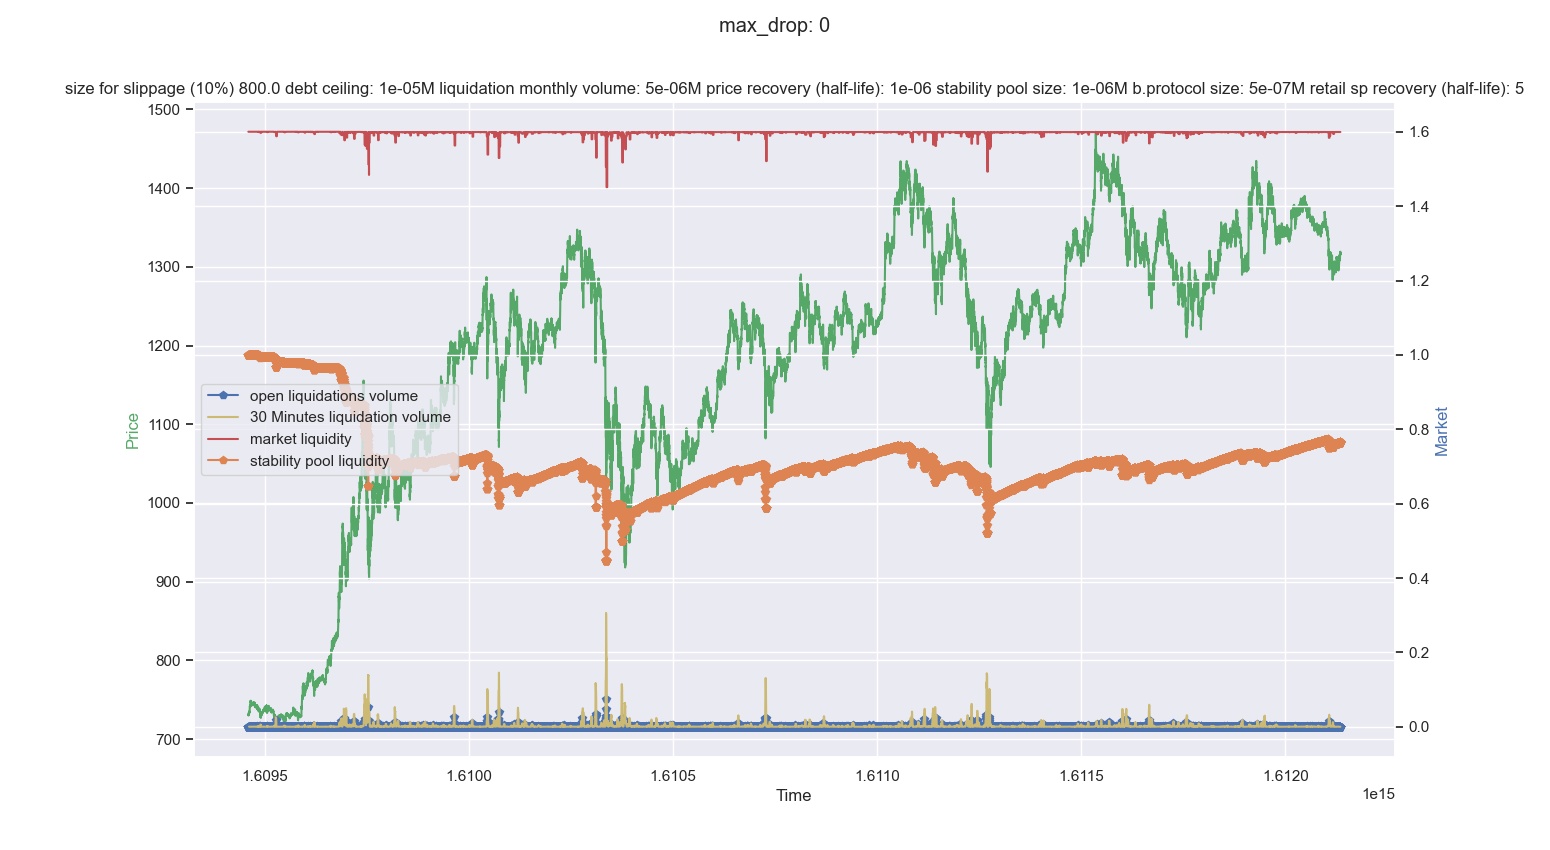 max_drop: 0
size for slippage (10%) 800.0 debt ceiling: 1e-05M liquidation monthly volume: 5e-06M price recovery (half-life): 1e-06 stability pool size: 1e-06M b.protocol size: 5e-07M retail sp recovery (half-life): 5
1500
1400
1300
1200
1100
1000
900
800
700
Price
open liquidations volume
30 Minutes liquidation volume
market liquidity
stability pool liquidity
1.6
1.4
1.2
1.0
0.8
0.6
0.4
0.2
0.0
Market
1.6095 1.6100 1.6105 1.6110 1.6115 1.6120
Time
1e15